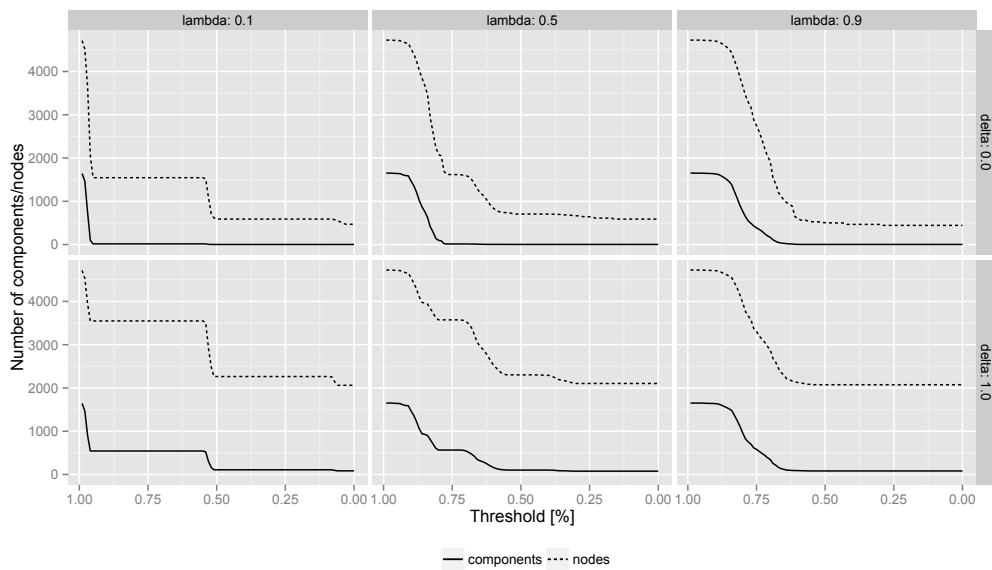 lambda: 0.1 lambda: 0.5 lambda: 0.9
Number of components/nodes
4000
3000
2000
1000
0
delta: 0.0
4000
3000
2000
1000
0
delta: 1.0
1.00 0.75 0.50 0.25 0.00 1.00 0.75 0.50 0.25 0.00 1.00 0.75 0.50 0.25 0.00
Threshold [%]
components nodes